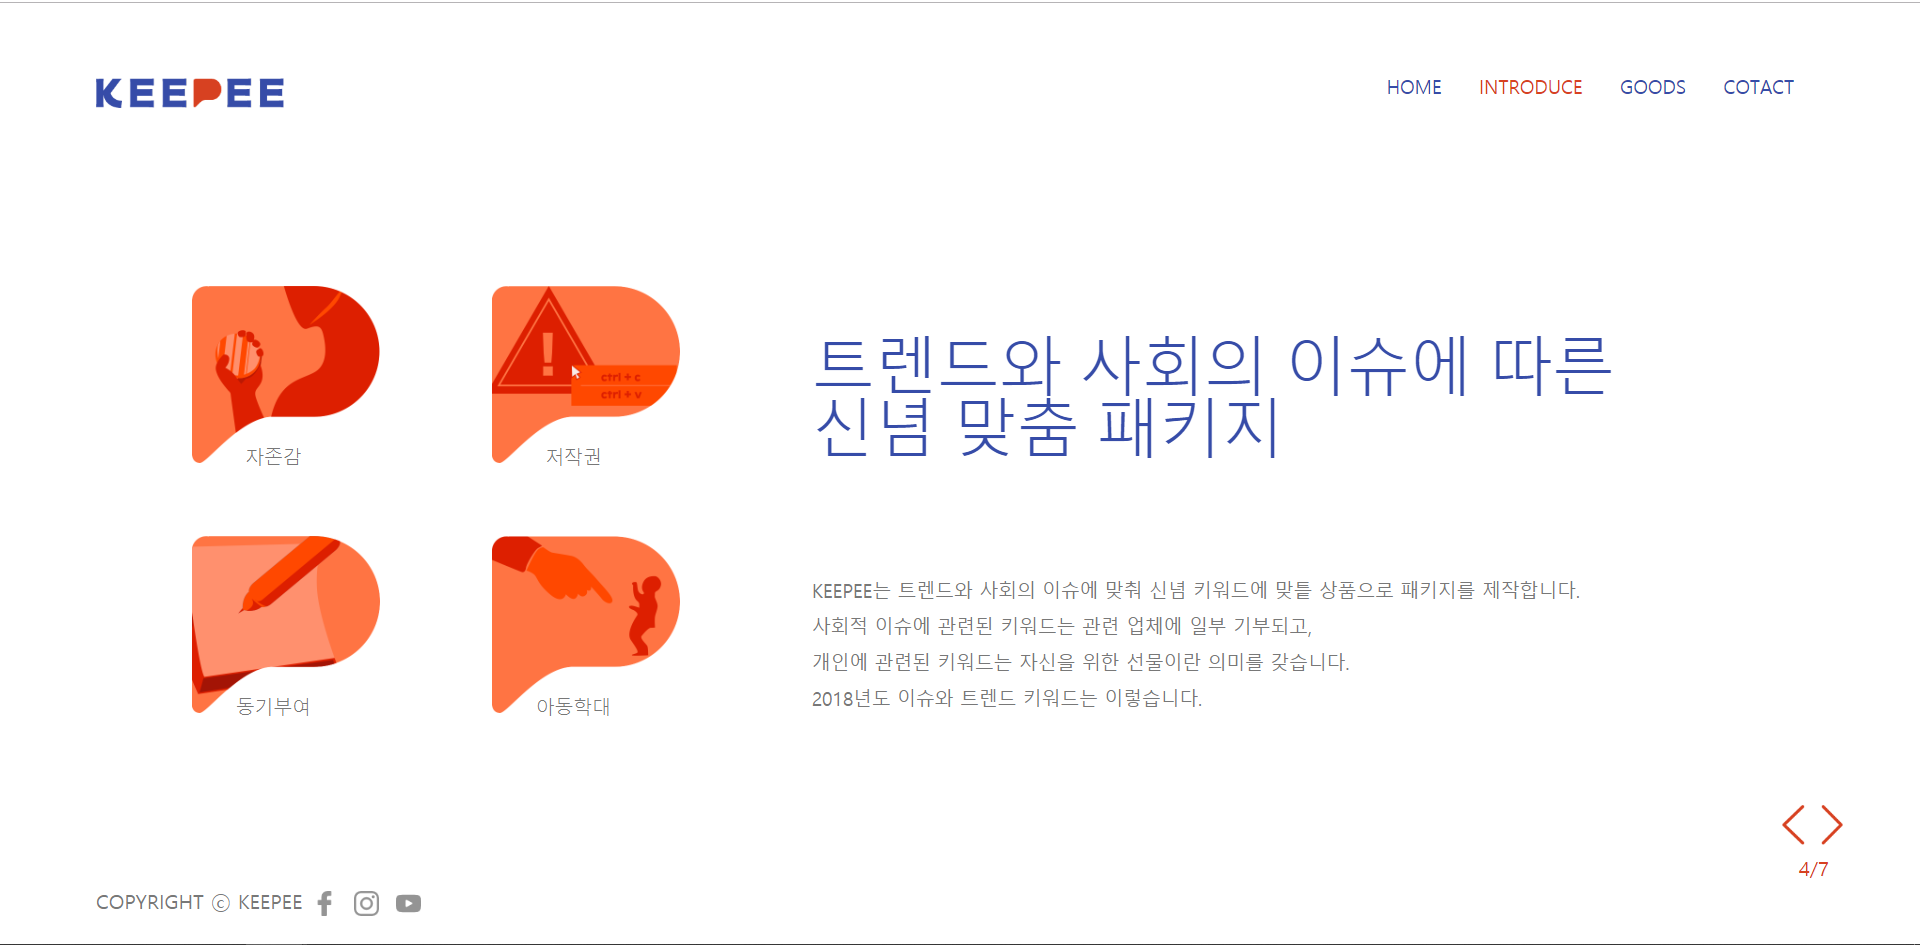 KEEPEE
HOME INTRODUCE GOODS COTACT
ctrl + c
ctrl + v
자존감
저작권
동기부여
아동학대
트렌드와 사회의 이슈에 따른
신념 맞춤 패키지
KEEPEE는 트렌드와 사회의 이슈에 맞춰 신념 키워드에 맞틑 상품으로 패키지를 제작합니다.
사회적 이슈에 관련된 키워드는 관련 업체에 일부 기부되고,
개인에 관련된 키워드는 자신을 위한 선물이란 의미를 갖습니다.
2018년도 이슈와 트렌드 키워드는 이렇습니다.
4/7
COPYRIGHT ⓒ KEEPEE